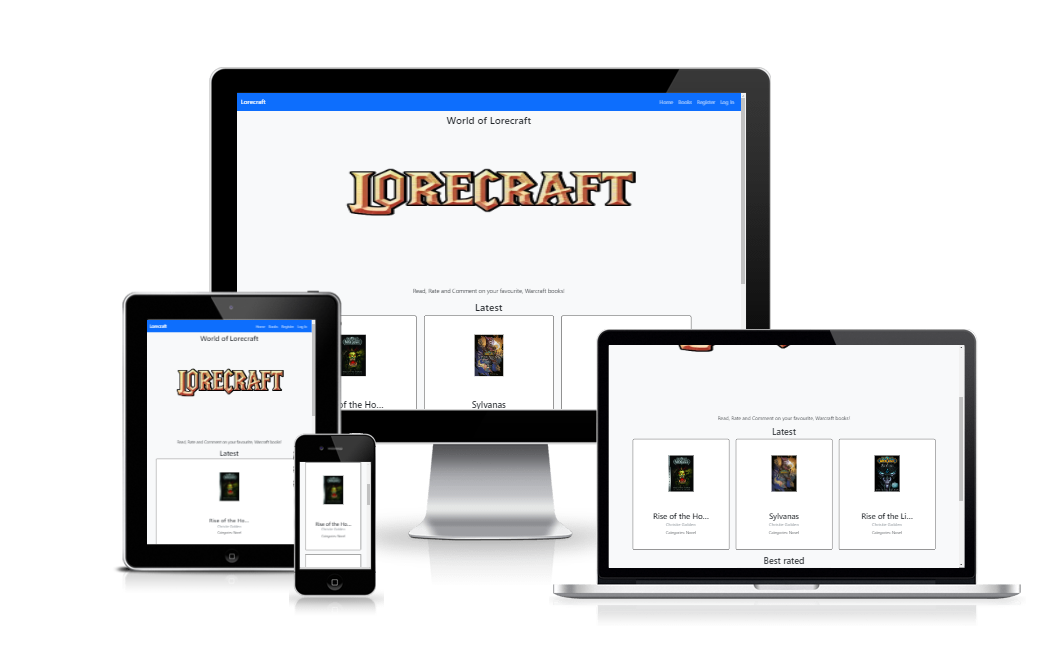 Lorecraft
Home Books Register Log In
World of Lorecraft
LORECRAFT
Read, Rate and Comment on your favourite, Warcraft books!
Latest
of the Ho...
Sylvanas
Lorecraft
Home Books Register Log In
World of Lorecraft
LORECRAFT
Read, Rate and Comment on your favourite, Warcraft books!
Latest
Rise of the Ho...
Christie Golden
Categories: Novel
Rise of the Ho...
Christie Golden
Categories: Novel
Read, Rate and Comment on your favourite, Warcraft books!
Latest
Rise of the Ho...
Christie Golden
Categories: Novel
Sylvanas
Christie Golden
Categories: Novel
Rise of the Li...
Christie Golden
Categories: Novel
Best rated